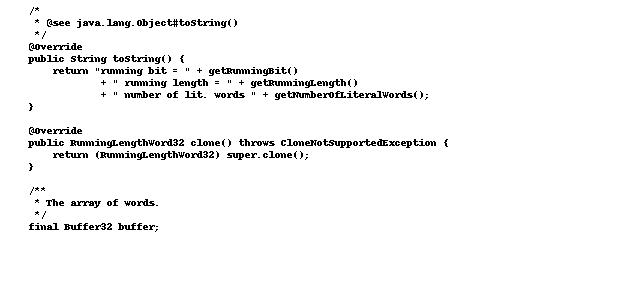 /*
 * @see java.lang.Object#toString()
 */
@Override
public String toString() {
    return "running bit = " + getRunningBit()
            + " running length = " + getRunningLength()
            + " number of lit. words " + getNumberOfLiteralWords();
}

@Override
public RunningLengthWord32 clone() throws CloneNotSupportedException {
    return (RunningLengthWord32) super.clone();
}

/**
 * The array of words.
 */
final Buffer32 buffer;